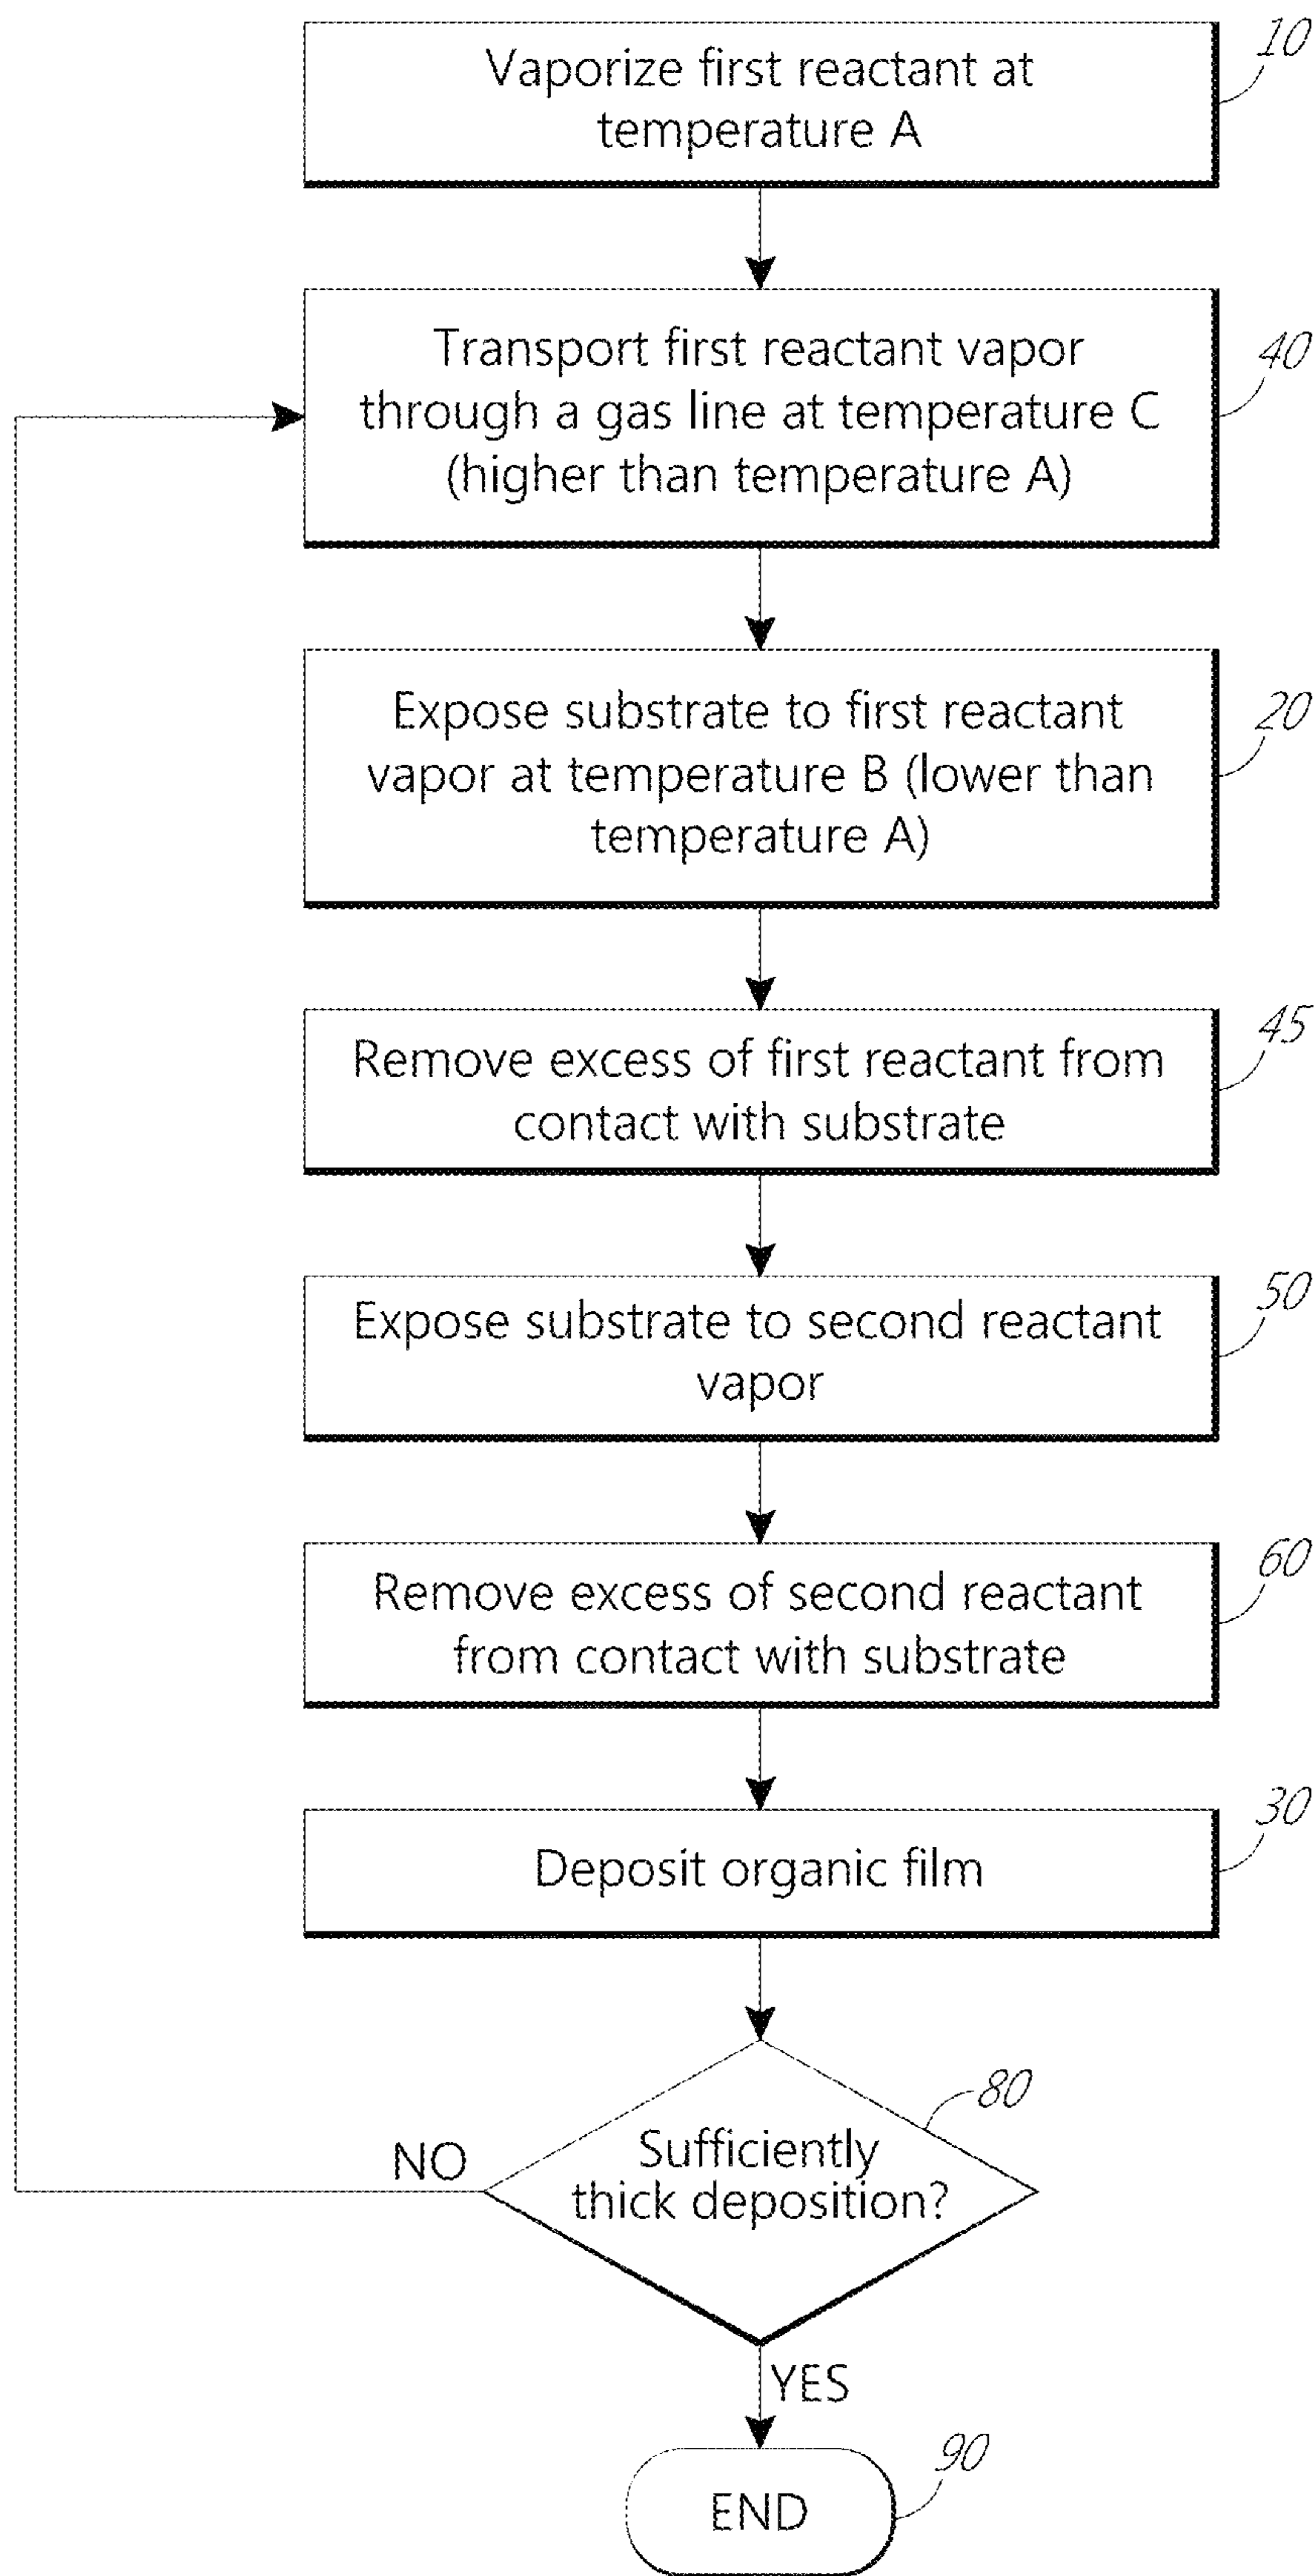 10
Vaporize first reactant at
temperature A
40
Transport first reactant vapor
through a gas line at temperature C
(higher than temperature A)
20
Expose substrate to first reactant
vapor at temperature B (lower than
temperature A)
45
Remove excess of first reactant from
contact with substrate
50
Expose substrate to second reactant
vapor
60
Remove excess of second reactant
from contact with substrate
30
Deposit organic film
80
Sufficiently
thick deposition?
NO
YES
90
END